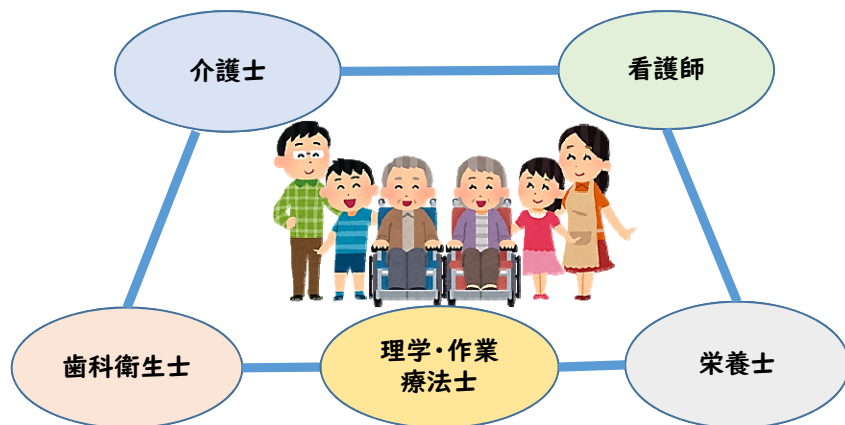 介護士
看護師
歯科衛生士
理学・作業
療法士
栄養士